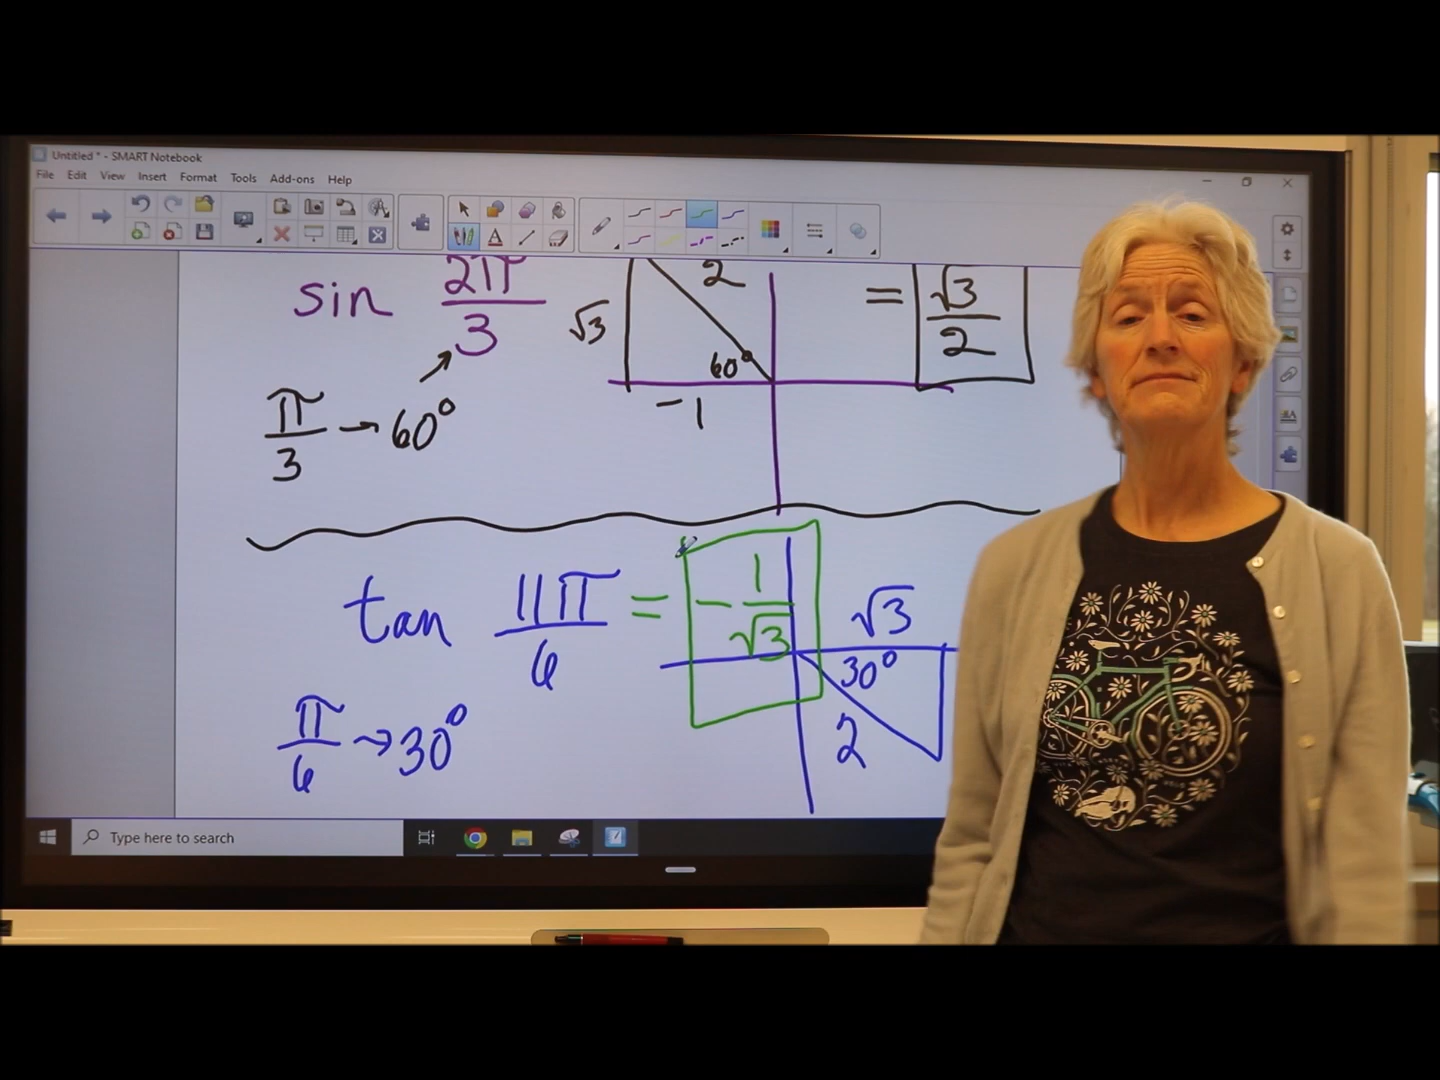 Untitled * - SMART Notebook
File Edit View Insert Format Tools Add-ons Help
sin 2π/3
2
√3
60°
-1
= √3/2
π/3 → 60°
tan 11π/6 = - 1/√3
√3
30°
2
π/6 → 30°
Type here to search